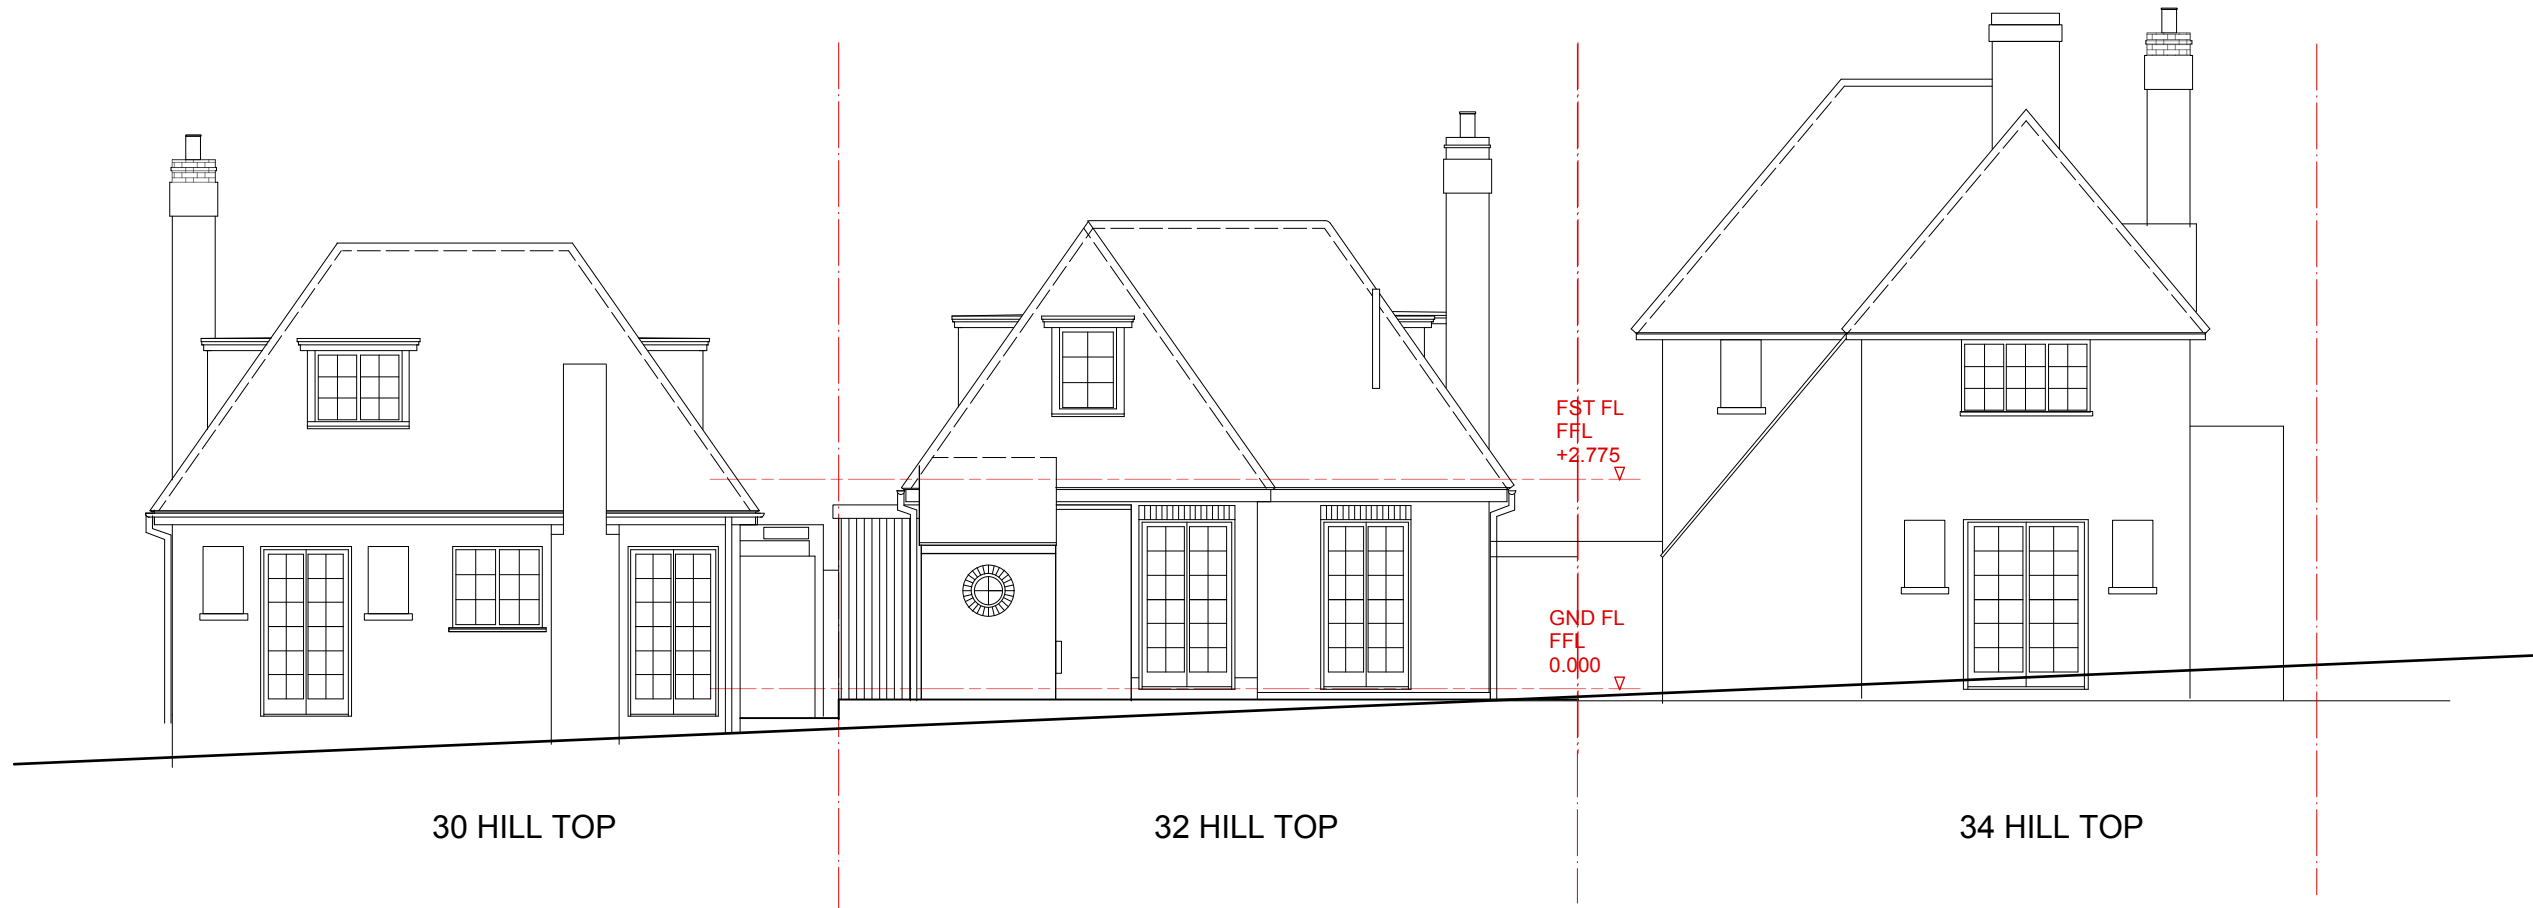 FST FL
FFL
+2.775
GND FL
FFL
0.000
30 HILL TOP
32 HILL TOP
34 HILL TOP